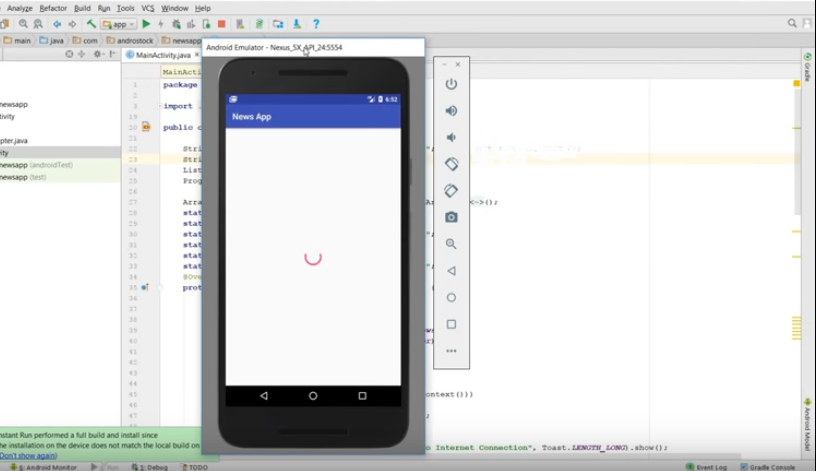 Analyze Refactor Build Run Tools VCS Window Help
app
main java com androstock newsapp
MainActivity.java
Android Emulator - Nexus_5X_API_24:5554
MainActi
1 package
3 import
19
20 public c
22 Stri
23 Stri
24 List
25 Prog
27 Arra <~>();
28 stat
29 stat
30 stat
31 stat
32 stat
33 stat
34 @Ove
35 prot
36
37
38
39
40
41
42
44
45 ontext()))
46
47
newsapp
tivity
pter.java
ity
newsapp (androidTest)
newsapp (test)
6:52
News App
Gradle
Android Model
nstant Run performed a full build and install since
he installation on the device does not match the local build on
Don't show again)
o Internet Connection", Toast.LENGTH_LONG).show();
6: Android Monitor Run 5: Debug TODO Event Log Gradle Console